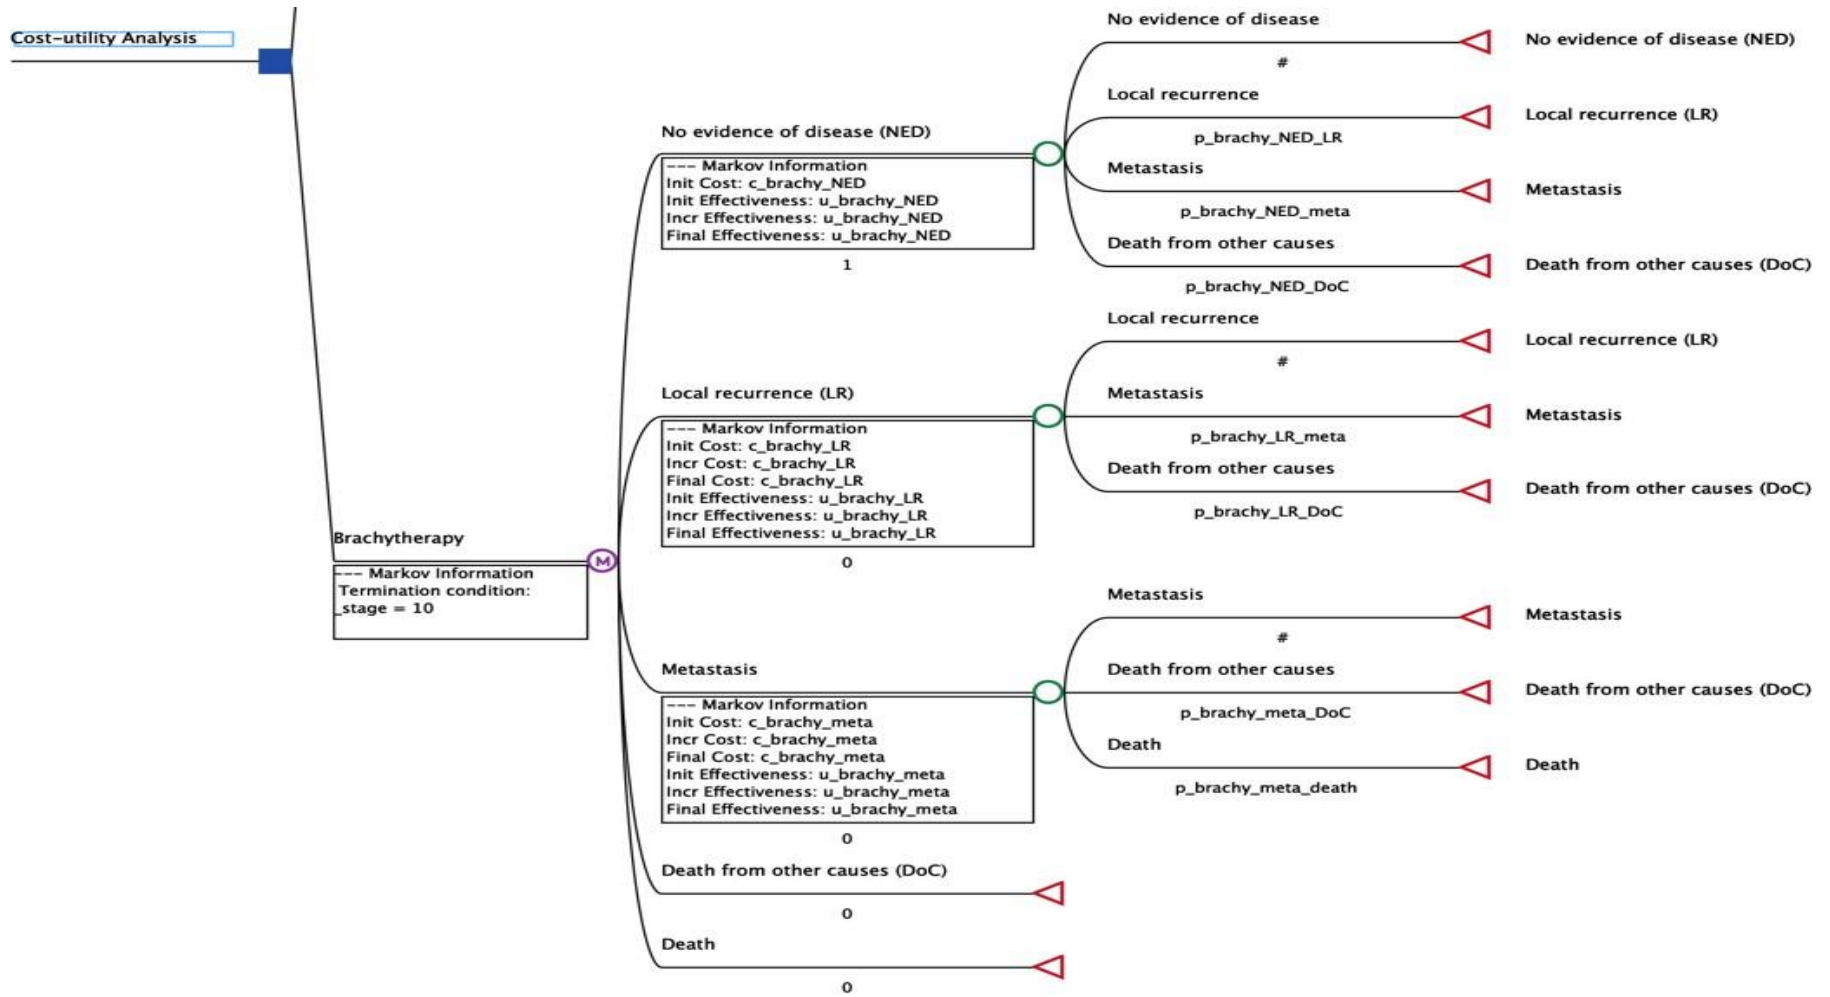 Cost-utility Analysis
Brachytherapy
--- Markov Information
Termination condition:
_stage = 10
M
No evidence of disease (NED)
--- Markov Information
Init Cost: c_brachy_NED
Init Effectiveness: u_brachy_NED
Incr Effectiveness: u_brachy_NED
Final Effectiveness: u_brachy_NED
1
No evidence of disease
#
No evidence of disease (NED)
Local recurrence
p_brachy_NED_LR
Local recurrence (LR)
Metastasis
p_brachy_NED_meta
Metastasis
Death from other causes
p_brachy_NED_DoC
Death from other causes (DoC)
Local recurrence (LR)
--- Markov Information
Init Cost: c_brachy_LR
Incr Cost: c_brachy_LR
Final Cost: c_brachy_LR
Init Effectiveness: u_brachy_LR
Incr Effectiveness: u_brachy_LR
Final Effectiveness: u_brachy_LR
0
Local recurrence
#
Local recurrence (LR)
Metastasis
p_brachy_LR_meta
Metastasis
Death from other causes
p_brachy_LR_DoC
Death from other causes (DoC)
Metastasis
--- Markov Information
Init Cost: c_brachy_meta
Incr Cost: c_brachy_meta
Final Cost: c_brachy_meta
Init Effectiveness: u_brachy_meta
Incr Effectiveness: u_brachy_meta
Final Effectiveness: u_brachy_meta
0
Metastasis
#
Metastasis
Death from other causes
p_brachy_meta_DoC
Death from other causes (DoC)
Death
p_brachy_meta_death
Death
Death from other causes (DoC)
0
Death
0